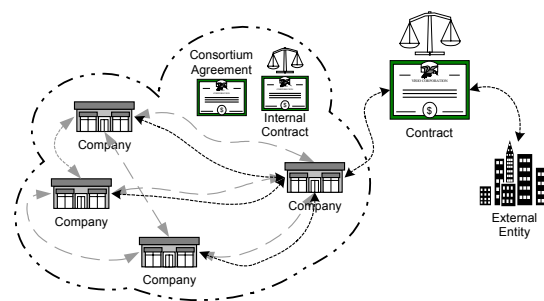 Consortium
Agreement
Internal
Contract
Contract
Company
Company
Company
Company
External
Entity
$
$
$